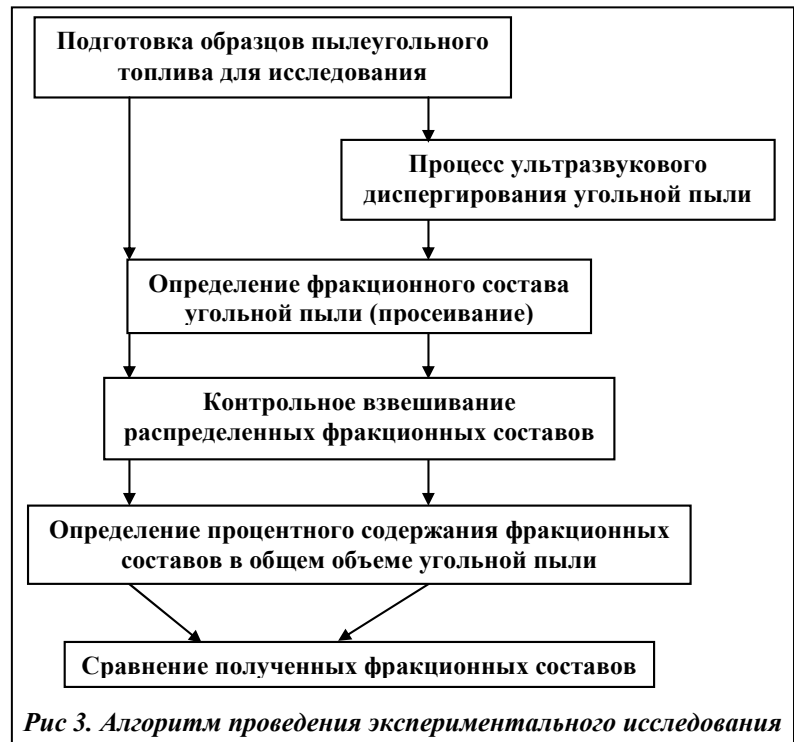 Подготовка образцов пылеугольного
топлива для исследования
Процесс ультразвукового
диспергирования угольной пыли
Определение фракционного состава
угольной пыли (просеивание)
Контрольное взвешивание
распределенных фракционных составов
Определение процентного содержания фракционных
составов в общем объеме угольной пыли
Сравнение полученных фракционных составов
Рис 3. Алгоритм проведения экспериментального исследования